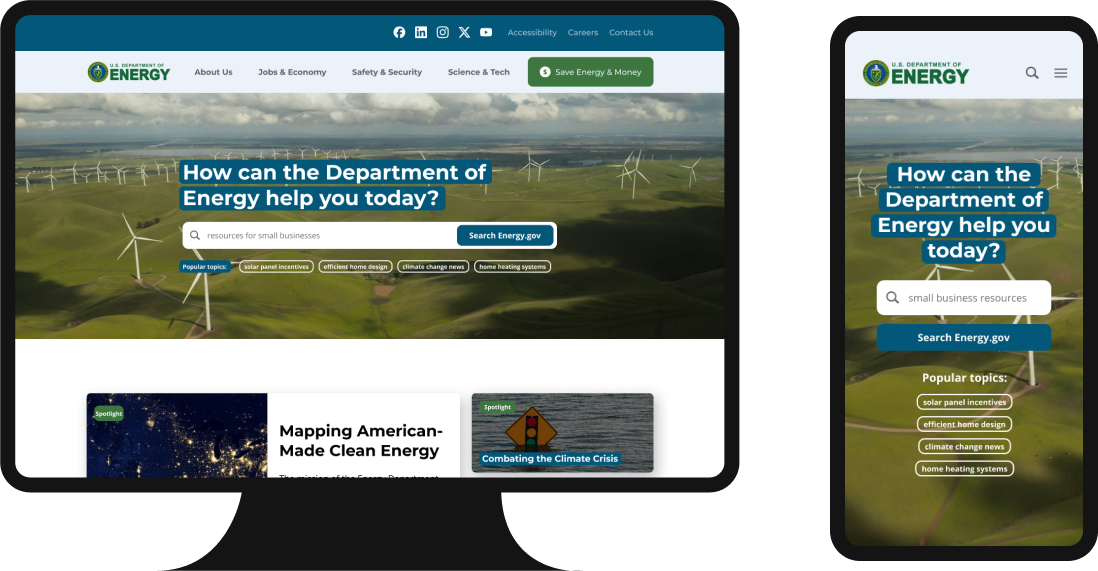 Accessibility Careers Contact Us
U.S. DEPARTMENT OF
ENERGY
About Us Jobs & Economy Safety & Security Science & Tech $ Save Energy & Money
How can the Department of
Energy help you today?
resources for small businesses Search Energy.gov
Popular topics: solar panel incentives efficient home design climate change news home heating systems
Spotlight
Mapping American-
Made Clean Energy
The mission of the Energy Department
Spotlight
Combating the Climate Crisis
U.S. DEPARTMENT OF
ENERGY
How can the
Department of
Energy help you
today?
small business resources
Search Energy.gov
Popular topics:
solar panel incentives
efficient home design
climate change news
home heating systems